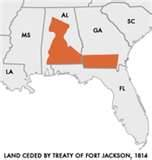 AL
SC
MS
GA
LA
FL
LAND CEDED BY TREATY OF FORT JACKSON, 1814